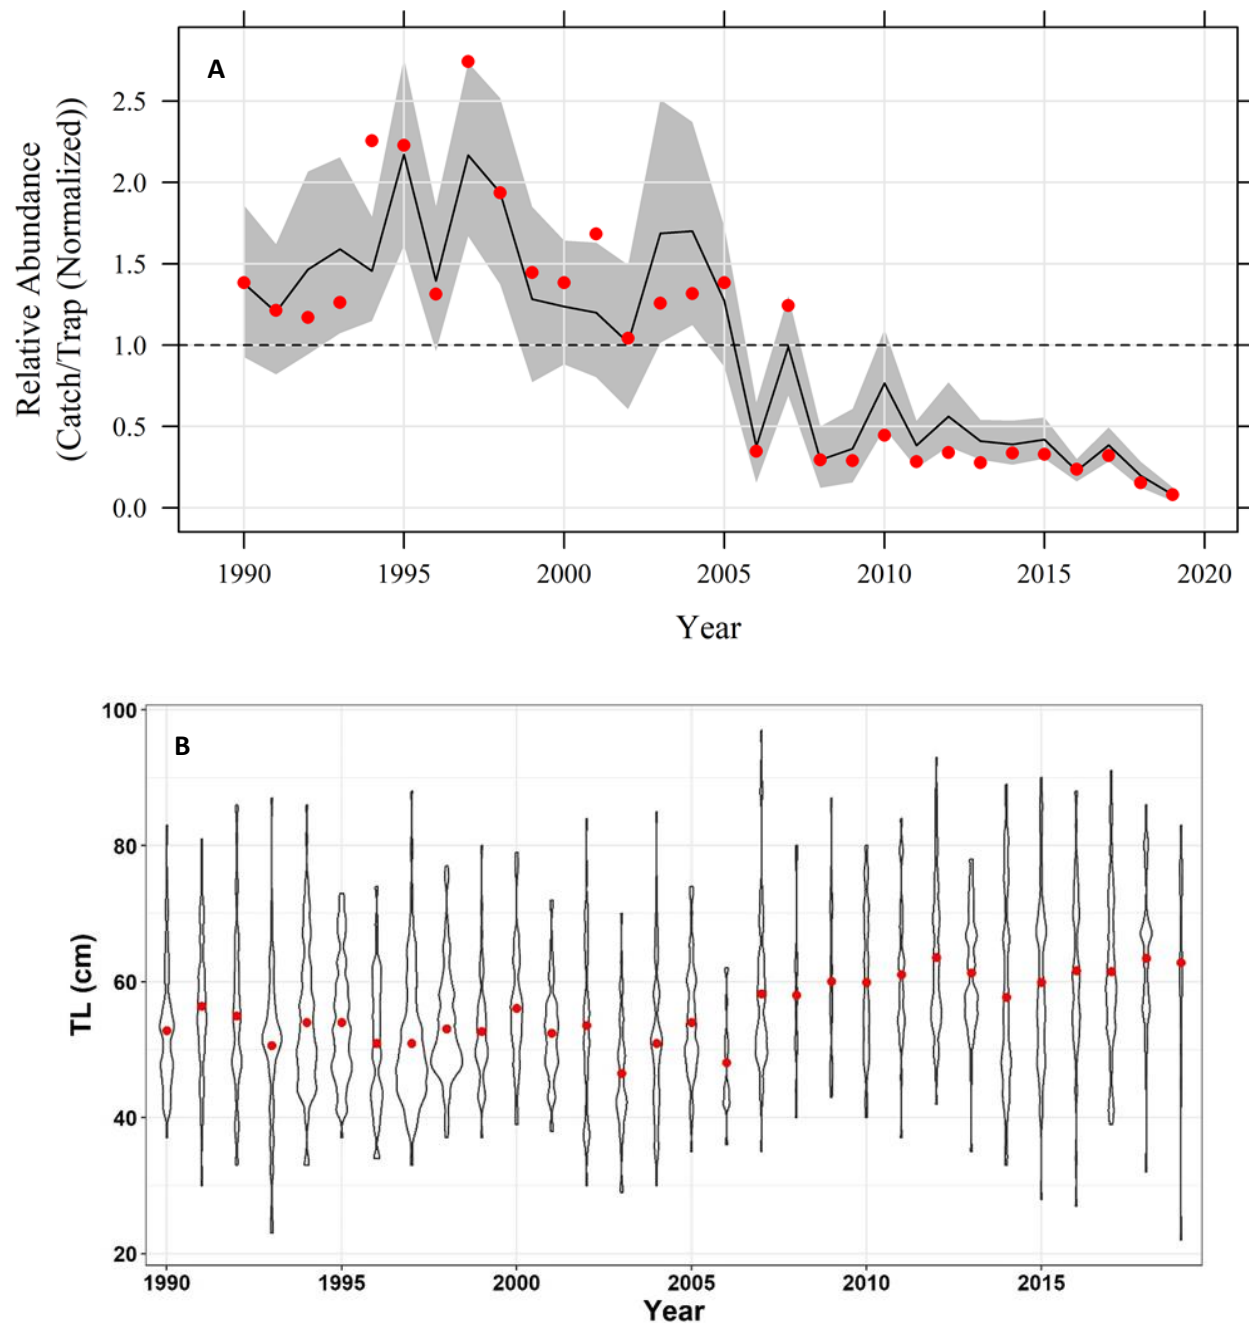 A
Relative Abundance
((Catch/Trap (Normalized))
2.5
2.0
1.5
1.0
0.5
0.0
1990 1995 2000 2005 2010 2015 2020
Year
B
TL (cm)
100
80
60
40
20
1990 1995 2000 2005 2010 2015
Year